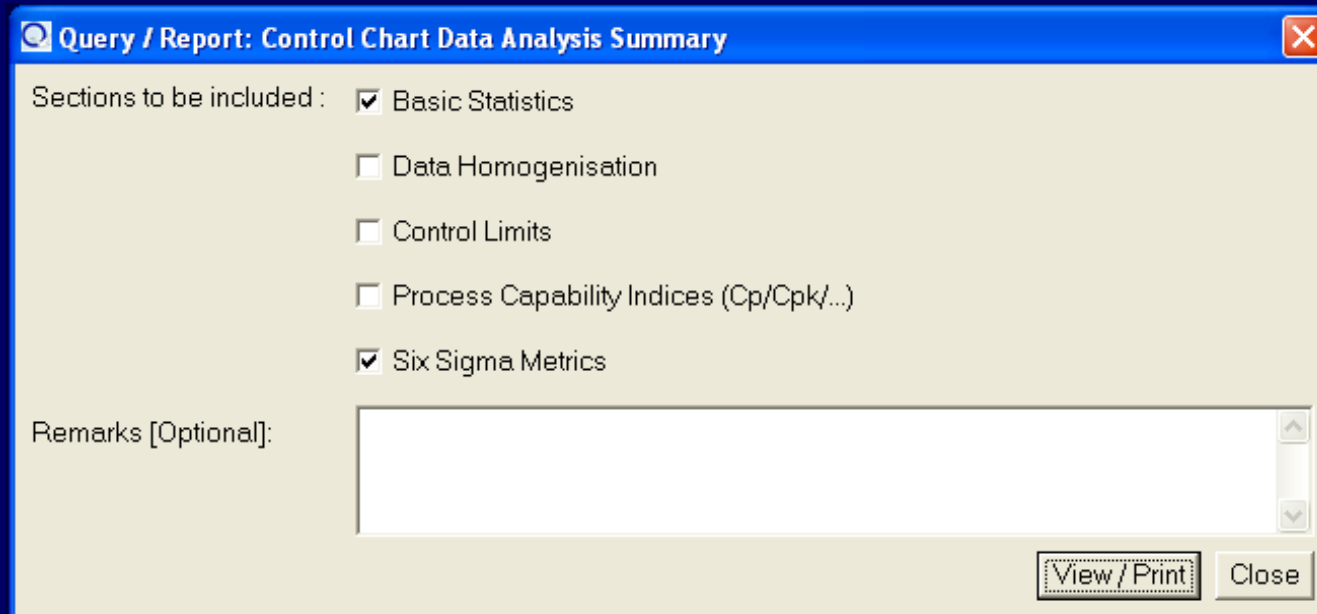 Query / Report: Control Chart Data Analysis Summary
Sections to be included : Basic Statistics
Data Homogenisation
Control Limits
Process Capability Indices (Cp/Cpk/...)
Six Sigma Metrics
Remarks [Optional]:
View / Print Close